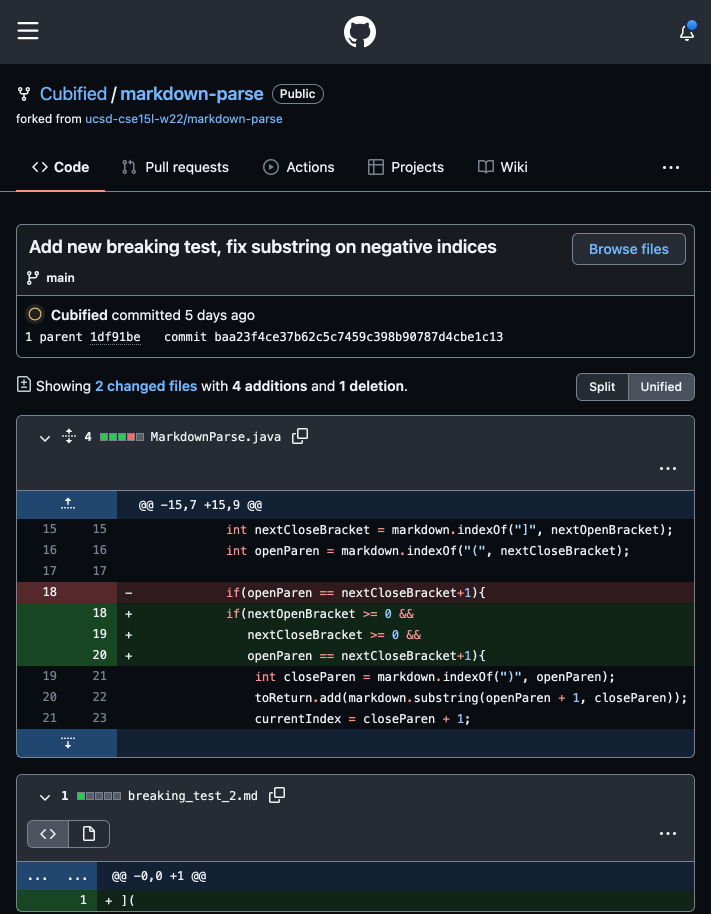 Cubified / markdown-parse Public
forked from ucsd-cse15l-w22/markdown-parse
Code Pull requests Actions Projects Wiki
Add new breaking test, fix substring on negative indices
Browse files
main
Cubified committed 5 days ago
1 parent 1df91be commit baa23f4ce37b62c5c7459c398b90787d4cbe1c13
Showing 2 changed files with 4 additions and 1 deletion.
Split Unified
4 MarkdownParse.java
@@ -15,7 +15,9 @@
15 15 int nextCloseBracket = markdown.indexOf("]", nextOpenBracket);
16 16 int openParen = markdown.indexOf("(", nextCloseBracket);
17 17
18 - if(openParen == nextCloseBracket+1){
18 + if(nextOpenBracket >= 0 &&
19 + nextCloseBracket >= 0 &&
20 + openParen == nextCloseBracket+1){
19 21 int closeParen = markdown.indexOf(")", openParen);
20 22 toReturn.add(markdown.substring(openParen + 1, closeParen));
21 23 currentIndex = closeParen + 1;
1 breaking_test_2.md
... ... @@ -0,0 +1 @@
1 + ](